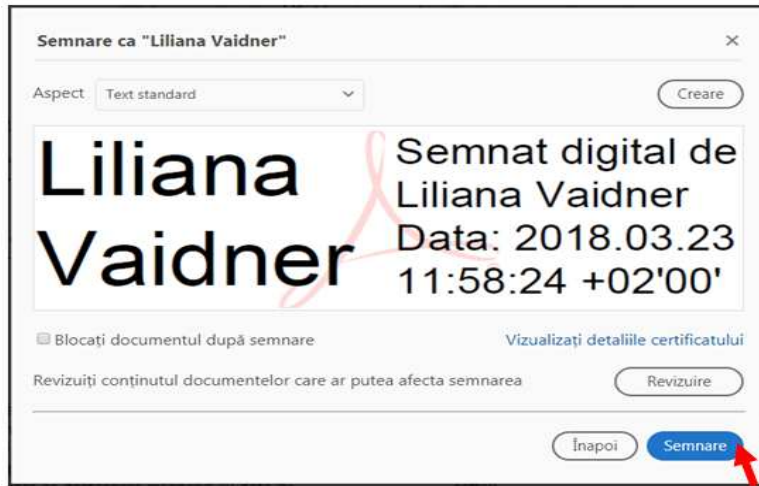 Semnare ca "Liliana Vaidner"
Aspect Text standard Creare
Liliana
Vaidner
Semnat digital de
Liliana Vaidner
Data: 2018.03.23
11:58:24 +02'00'
Blocați documentul după semnare Vizualizați detaliile certificatului
Revizuiți conținutul documentelor care ar putea afecta semnarea Revizuire
Înapoi Semnare